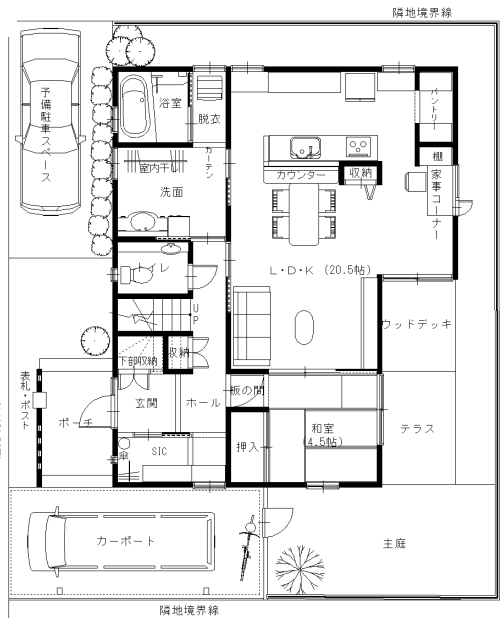 隣地境界線
予備駐車スペース
浴室
脱衣
パントリー
カーテン
室内干し
洗面
カウンター
収納
棚
家事コーナー
トイレ
L・D・K (20.5帖)
UP
ウッドデッキ
下部収納
収納
表札・ポスト
ポーチ
玄関
ホール
板の間
テラス
和室
(4.5帖)
押入
傘
SIC
カーポート
主庭
隣地境界線